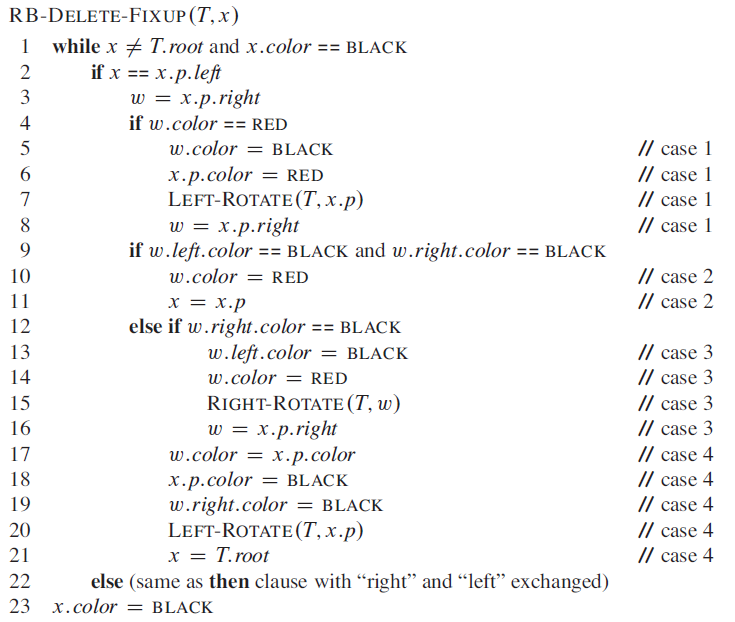 RB-DELETE-FIXUP(T, x)
1 while x ≠ T.root and x.color == BLACK
2 if x == x.p.left
3 w = x.p.right
4 if w.color == RED
5 w.color = BLACK // case 1
6 x.p.color = RED // case 1
7 LEFT-ROTATE(T, x.p) // case 1
8 w = x.p.right // case 1
9 if w.left.color == BLACK and w.right.color == BLACK
10 w.color = RED // case 2
11 x = x.p // case 2
12 else if w.right.color == BLACK
13 w.left.color = BLACK // case 3
14 w.color = RED // case 3
15 RIGHT-ROTATE(T, w) // case 3
16 w = x.p.right // case 3
17 w.color = x.p.color // case 4
18 x.p.color = BLACK // case 4
19 w.right.color = BLACK // case 4
20 LEFT-ROTATE(T, x.p) // case 4
21 x = T.root // case 4
22 else (same as then clause with “right” and “left” exchanged)
23 x.color = BLACK